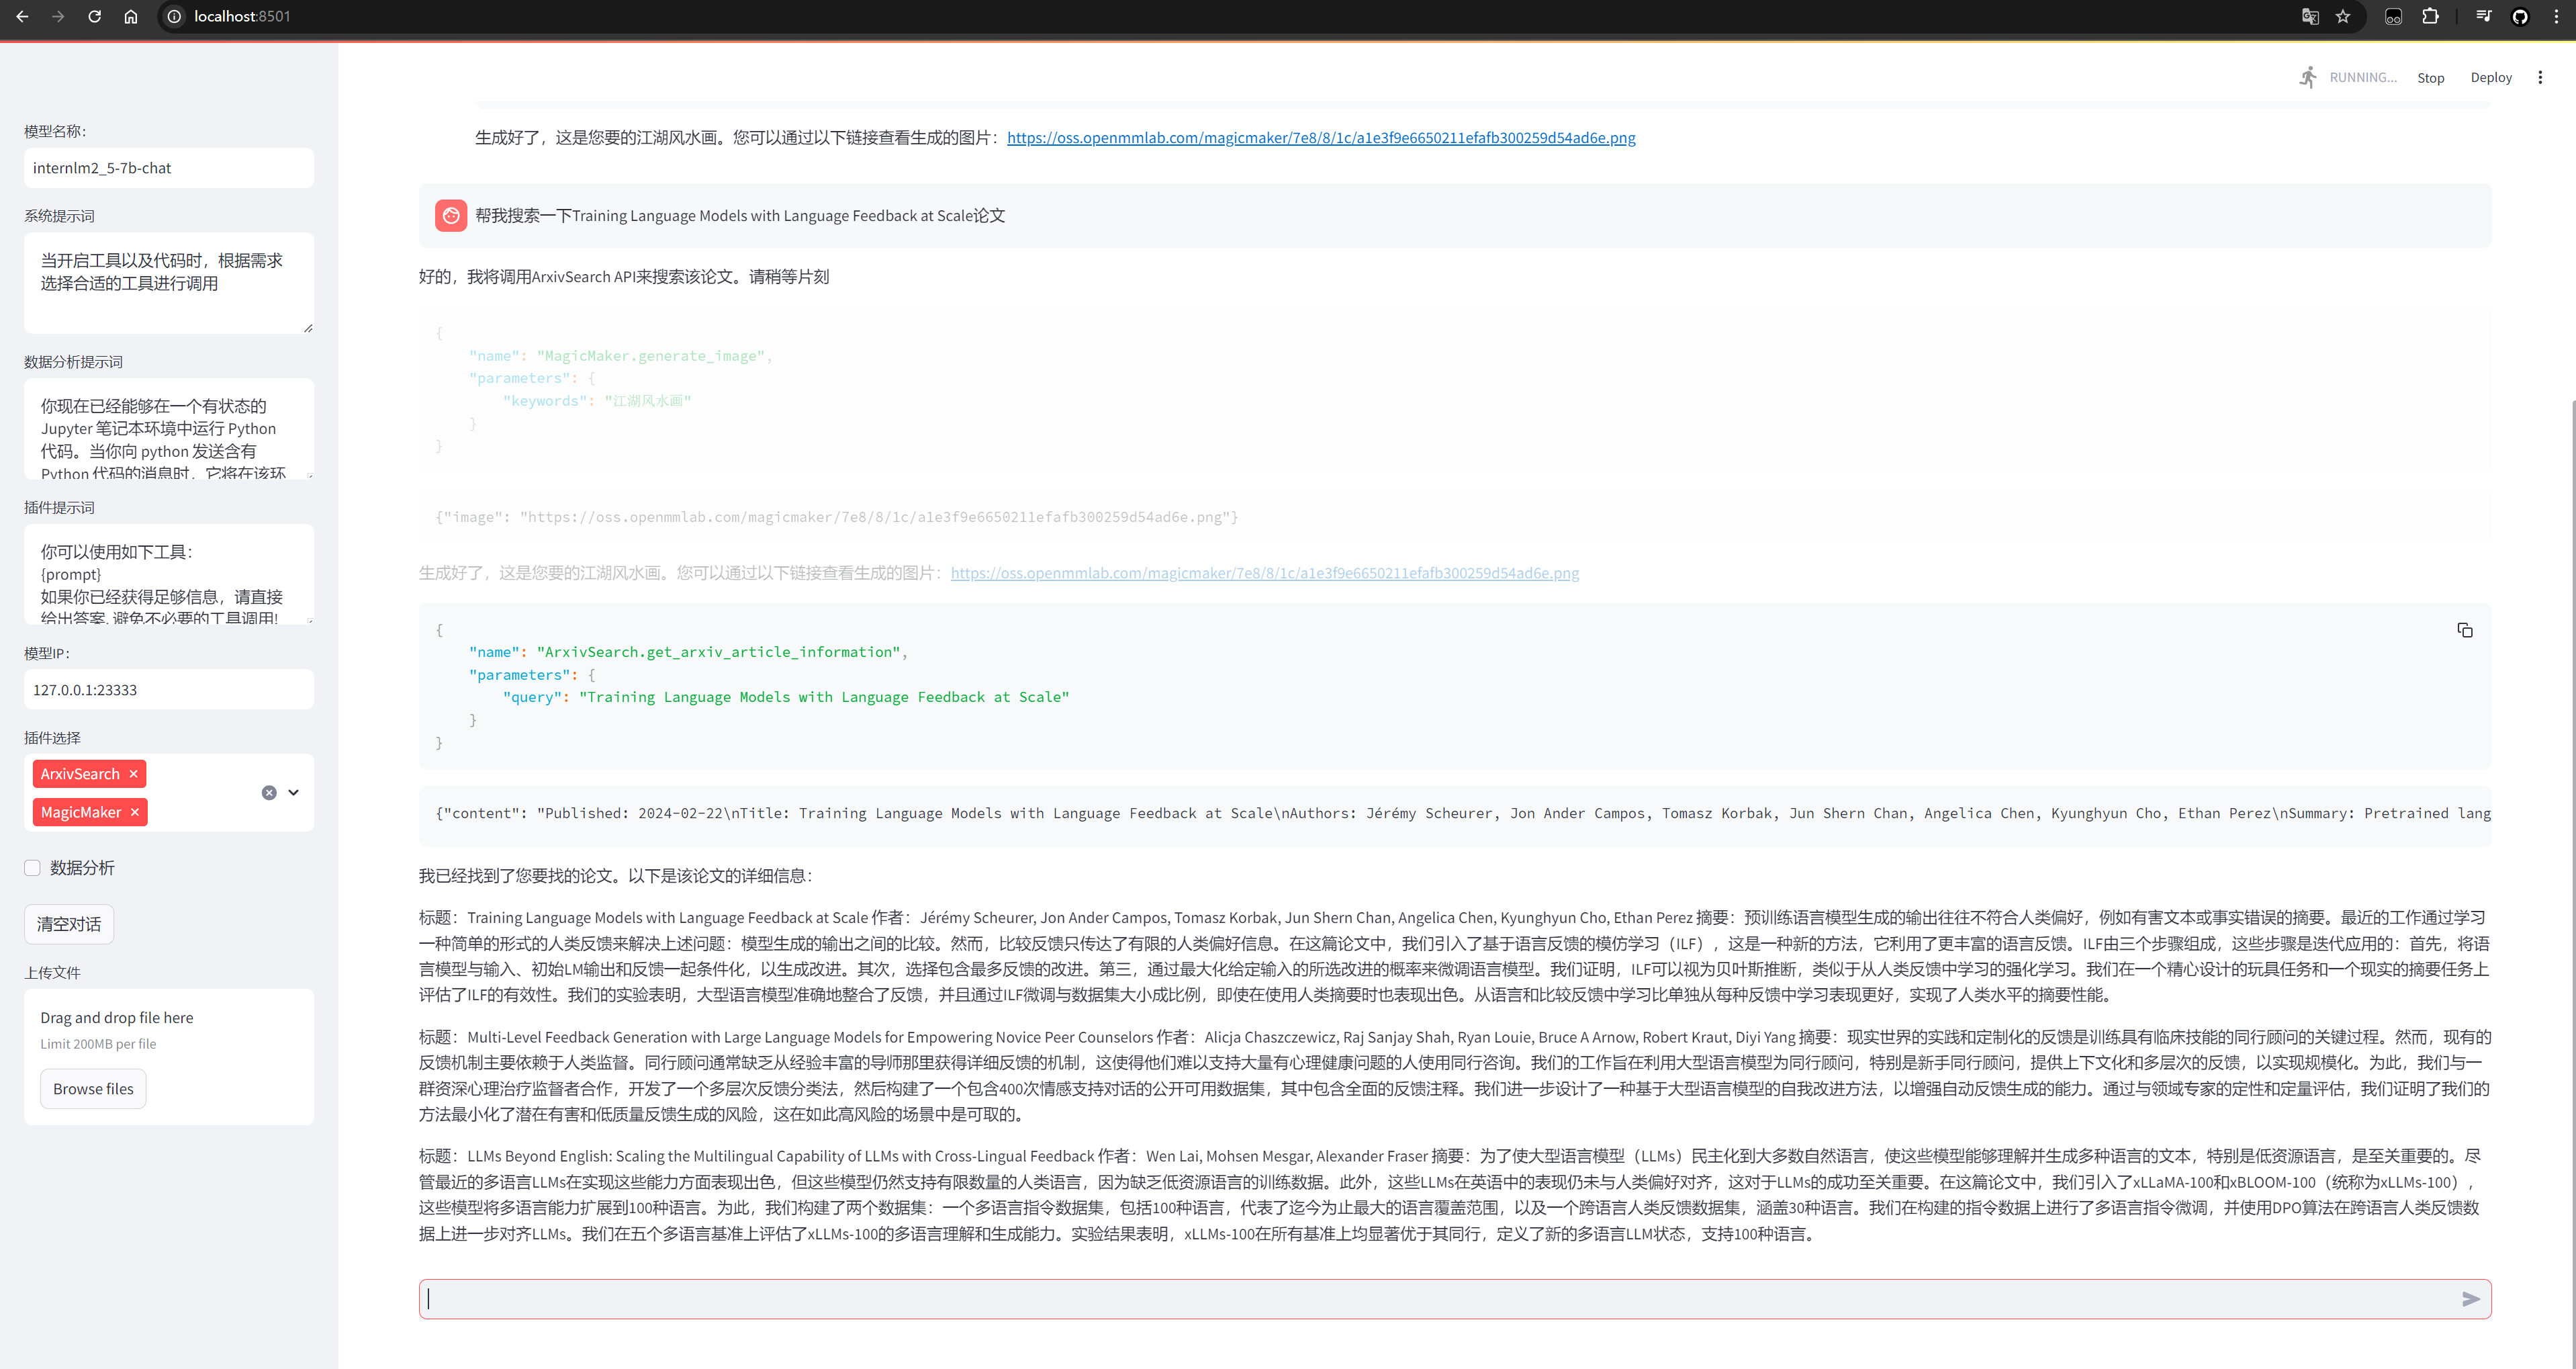 localhost:8501
RUNNING...
Stop
Deploy
模型名称：
internlm2_5-7b-chat
系统提示词
当开启工具以及代码时，根据需求
选择合适的工具进行调用
数据分析提示词
你现在已经能够在一个有状态的
Jupyter 笔记本环境中运行 Python
代码。当你向 python 发送含有
Python 代码的消息时，它将在该环
插件提示词
你可以使用如下工具：
{prompt}
如果你已经获得足够信息，请直接
给出答案. 避免不必要的工具调用!
模型IP：
127.0.0.1:23333
插件选择
ArxivSearch
MagicMaker
数据分析
清空对话
上传文件
Drag and drop file here
Limit 200MB per file
Browse files
生成好了，这是您要的江湖风水画。您可以通过以下链接查看生成的图片：https://oss.openmmlab.com/magicmaker/7e8/8/1c/a1e3f9e6650211efafb300259d54ad6e.png
帮我搜索一下Training Language Models with Language Feedback at Scale论文
好的，我将调用ArxivSearch API来搜索该论文。请稍等片刻
{
"name": "MagicMaker.generate_image",
"parameters": {
"keywords": "江湖风水画"
}
}
{"image": "https://oss.openmmlab.com/magicmaker/7e8/8/1c/a1e3f9e6650211efafb300259d54ad6e.png"}
生成好了，这是您要的江湖风水画。您可以通过以下链接查看生成的图片：https://oss.openmmlab.com/magicmaker/7e8/8/1c/a1e3f9e6650211efafb300259d54ad6e.png
{
"name": "ArxivSearch.get_arxiv_article_information",
"parameters": {
"query": "Training Language Models with Language Feedback at Scale"
}
}
{"content": "Published: 2024-02-22\nTitle: Training Language Models with Language Feedback at Scale\nAuthors: Jérémy Scheurer, Jon Ander Campos, Tomasz Korbak, Jun Shern Chan, Angelica Chen, Kyunghyun Cho, Ethan Perez\nSummary: Pretrained lang
我已经找到了您要找的论文。以下是该论文的详细信息：
标题：Training Language Models with Language Feedback at Scale 作者：Jérémy Scheurer, Jon Ander Campos, Tomasz Korbak, Jun Shern Chan, Angelica Chen, Kyunghyun Cho, Ethan Perez 摘要：预训练语言模型生成的输出往往不符合人类偏好，例如有害文本或事实错误的摘要。最近的工作通过学习
一种简单的形式的人类反馈来解决上述问题：模型生成的输出之间的比较。然而，比较反馈只传达了有限的人类偏好信息。在这篇论文中，我们引入了基于语言反馈的模仿学习（ILF），这是一种新的方法，它利用了更丰富的语言反馈。ILF由三个步骤组成，这些步骤是迭代应用的：首先，将语
言模型与输入、初始LM输出和反馈一起条件化，以生成改进。其次，选择包含最多反馈的改进。第三，通过最大化给定输入的所选改进的概率来微调语言模型。我们证明，ILF可以视为贝叶斯推断，类似于从人类反馈中学习的强化学习。我们在一个精心设计的玩具任务和一个现实的摘要任务上
评估了ILF的有效性。我们的实验表明，大型语言模型准确地整合了反馈，并且通过ILF微调与数据集大小成比例，即使在使用人类摘要时也表现出色。从语言和比较反馈中学习比单独从每种反馈中学习表现更好，实现了人类水平的摘要性能。
标题：Multi-Level Feedback Generation with Large Language Models for Empowering Novice Peer Counselors 作者：Alicja Chaszczewicz, Raj Sanjay Shah, Ryan Louie, Bruce A Arnow, Robert Kraut, Diyi Yang 摘要：现实世界的实践和定制化的反馈是训练具有临床技能的同行顾问的关键过程。然而，现有的
反馈机制主要依赖于人类监督。同行顾问通常缺乏从经验丰富的导师那里获得详细反馈的机制，这使得他们难以支持大量有心理健康问题的人使用同行咨询。我们的工作旨在利用大型语言模型为同行顾问，特别是新手同行顾问，提供上下文化和多层次的反馈，以实现规模化。为此，我们与一
群资深心理治疗监督者合作，开发了一个多层次反馈分类法，然后构建了一个包含400次情感支持对话的公开可用数据集，其中包含全面的反馈注释。我们进一步设计了一种基于大型语言模型的自我改进方法，以增强自动反馈生成的能力。通过与领域专家的定性和定量评估，我们证明了我们的
方法最小化了潜在有害和低质量反馈生成的风险，这在如此高风险的场景中是可取的。
标题：LLMs Beyond English: Scaling the Multilingual Capability of LLMs with Cross-Lingual Feedback 作者：Wen Lai, Mohsen Mesgar, Alexander Fraser 摘要：为了使大型语言模型（LLMs）民主化到大多数自然语言，使这些模型能够理解并生成多种语言的文本，特别是低资源语言，是至关重要的。尽
管最近的多语言LLMs在实现这些能力方面表现出色，但这些模型仍然支持有限数量的人类语言，因为缺乏低资源语言的训练数据。此外，这些LLMs在英语中的表现仍未与人类偏好对齐，这对于LLMs的成功至关重要。在这篇论文中，我们引入了xLLaMA-100和xBLOOM-100（统称为xLLMs-100），
这些模型将多语言能力扩展到100种语言。为此，我们构建了两个数据集：一个多语言指令数据集，包括100种语言，代表了迄今为止最大的语言覆盖范围，以及一个跨语言人类反馈数据集，涵盖30种语言。我们在构建的指令数据上进行了多语言指令微调，并使用DPO算法在跨语言人类反馈数
据上进一步对齐LLMs。我们在五个多语言基准上评估了xLLMs-100的多语言理解和生成能力。实验结果表明，xLLMs-100在所有基准上均显著优于其同行，定义了新的多语言LLM状态，支持100种语言。